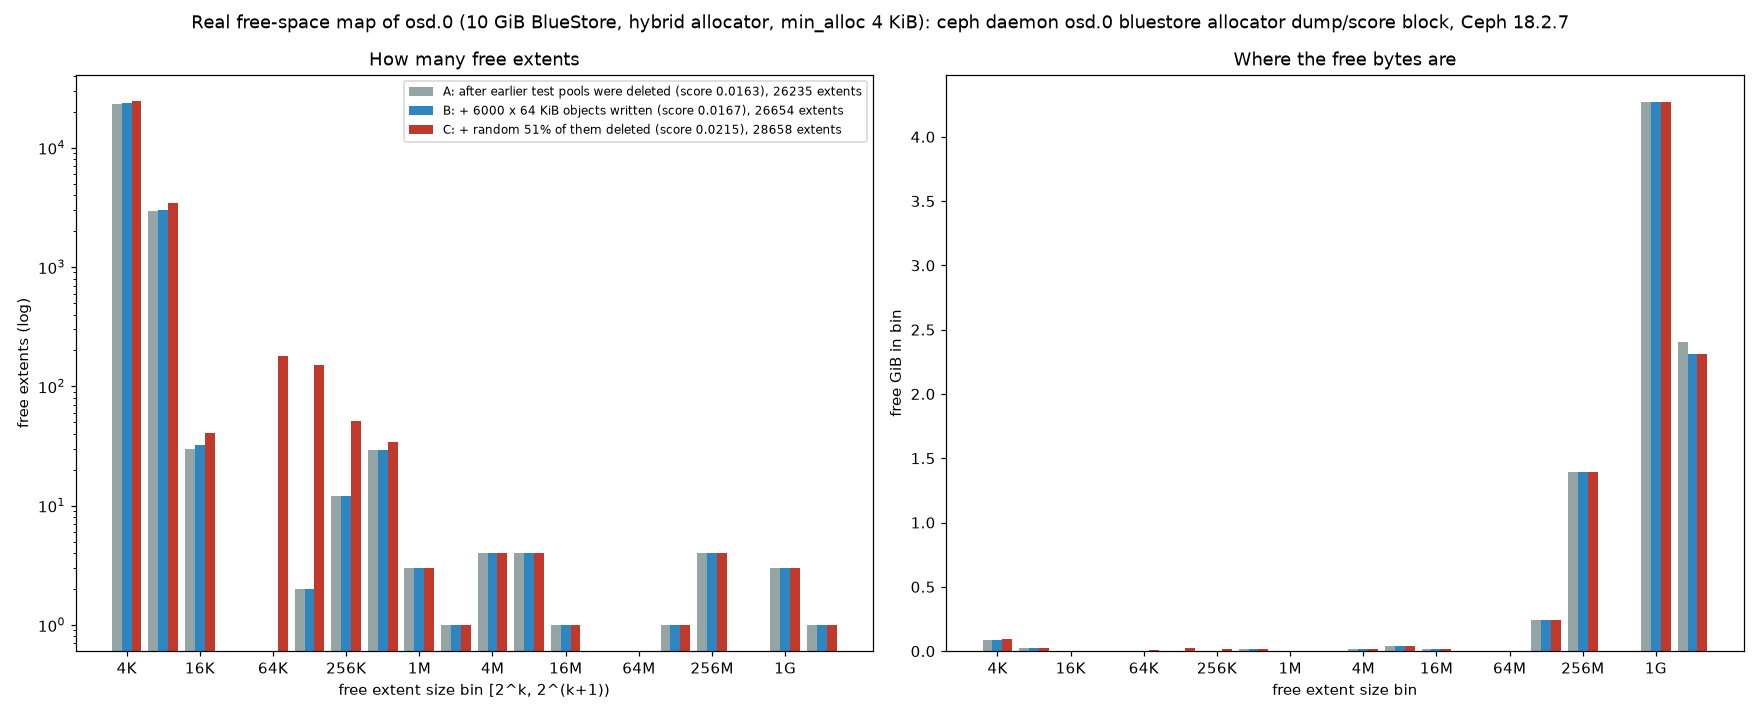 Real free-space map of osd.0 (10 GiB BlueStore, hybrid allocator, min_alloc 4 KiB): ceph daemon osd.0 bluestore allocator dump/score block, Ceph 18.2.7
How many free extents
A: after earlier test pools were deleted (score 0.0163), 26235 extents
B: + 6000 x 64 KiB objects written (score 0.0167), 26654 extents
C: + random 51% of them deleted (score 0.0215), 28658 extents
free extents (log)
10^4
10^3
10^2
10^1
10^0
4K 16K 64K 256K 1M 4M 16M 64M 256M 1G
free extent size bin [2^k, 2^(k+1))
Where the free bytes are
free GiB in bin
4.0
3.5
3.0
2.5
2.0
1.5
1.0
0.5
0.0
4K 16K 64K 256K 1M 4M 16M 64M 256M 1G
free extent size bin